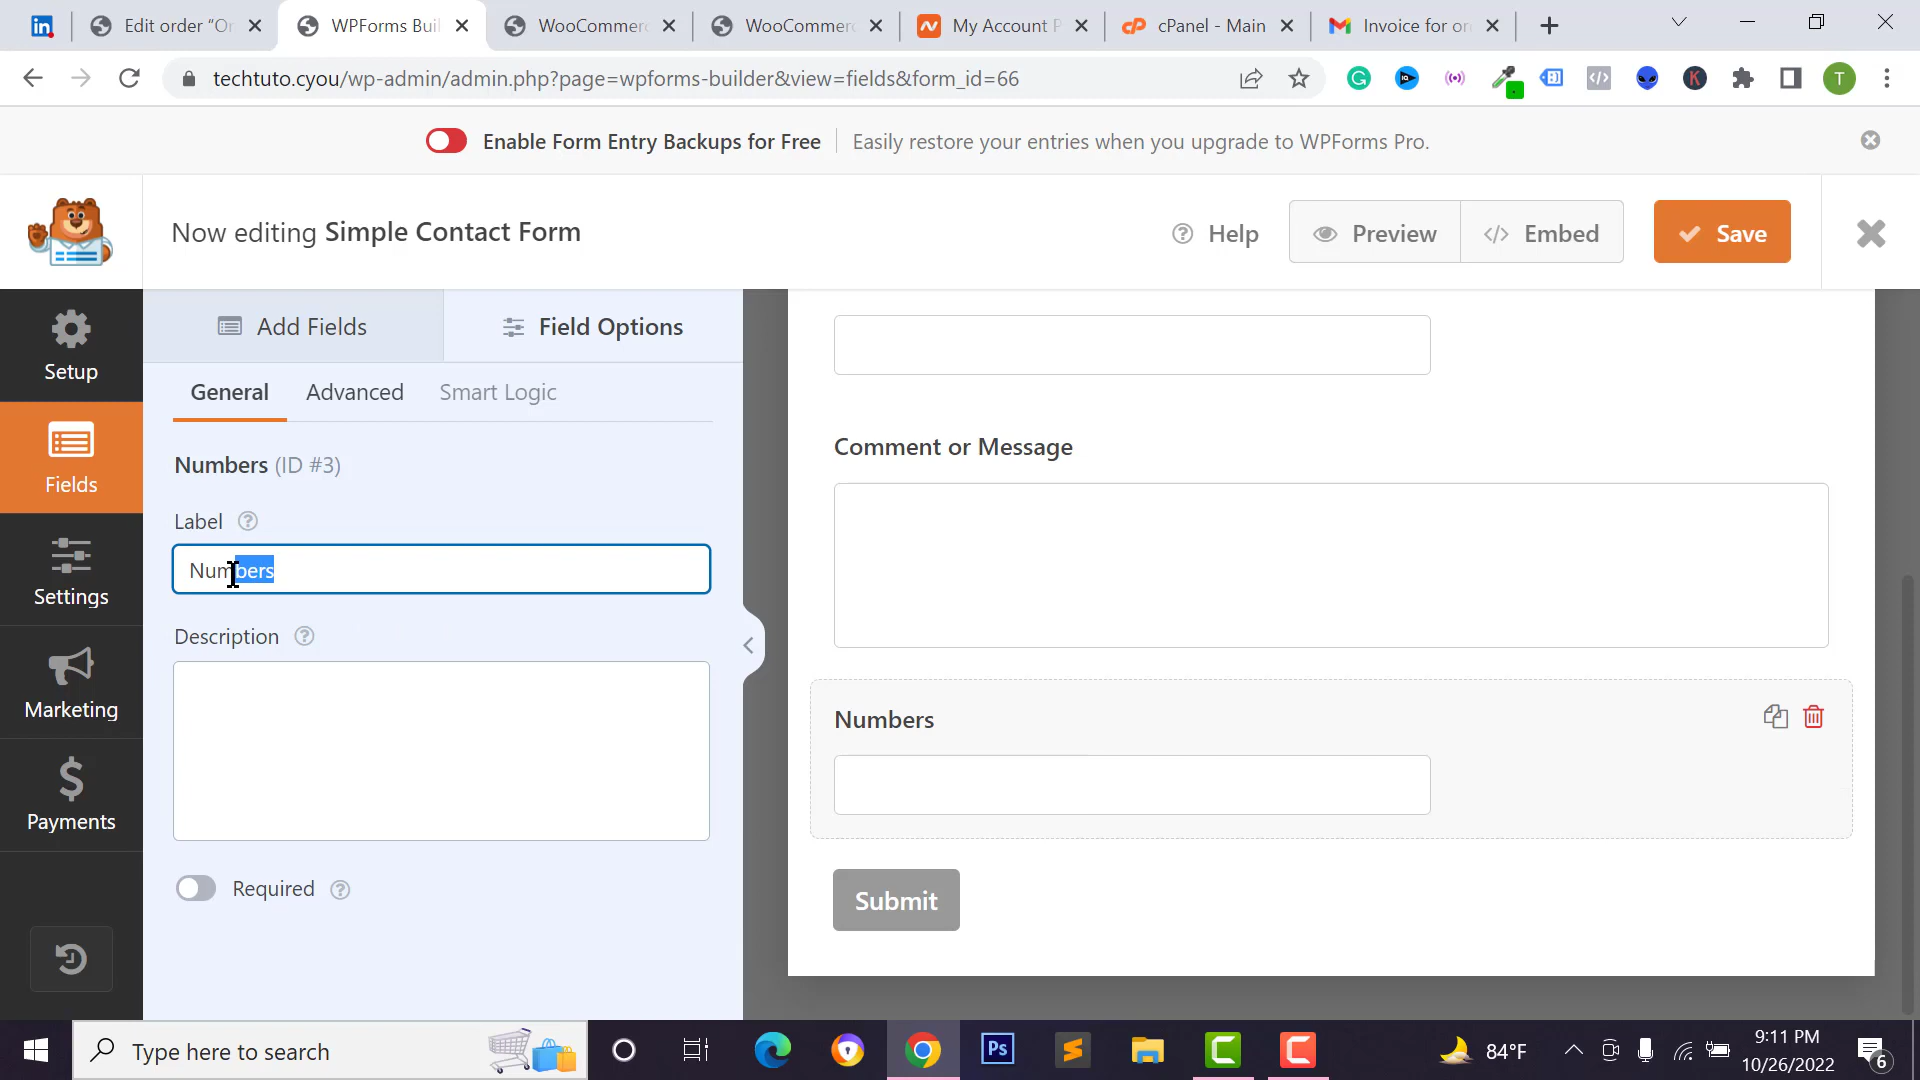 Edit order “Or
WPForms Buil
WooCommerc
WooCommerc
My Account P
cPanel - Main
Invoice for or
techtuto.cyou/wp-admin/admin.php?page=wpforms-builder&view=fields&form_id=66
Enable Form Entry Backups for Free
Easily restore your entries when you upgrade to WPForms Pro.
Now editing Simple Contact Form
Help
Preview
Embed
Save
Setup
Fields
Settings
Marketing
Payments
Add Fields
Field Options
General
Advanced
Smart Logic
Numbers (ID #3)
Label
Numbers
Description
Required
Comment or Message
Numbers
Submit
Type here to search
84°F
9:11 PM
10/26/2022
6